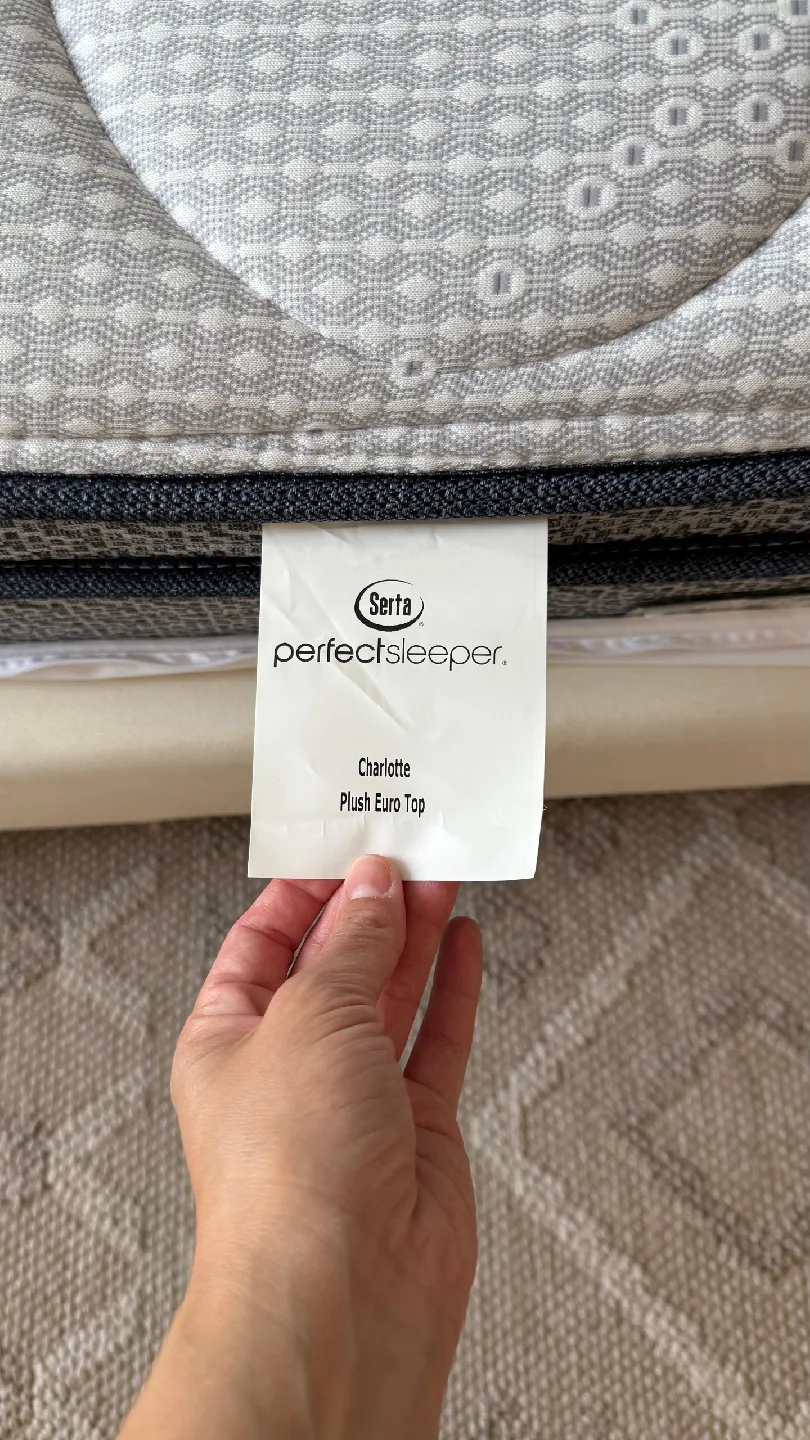 Serta®
perfectsleeper®
Charlotte
Plush Euro Top